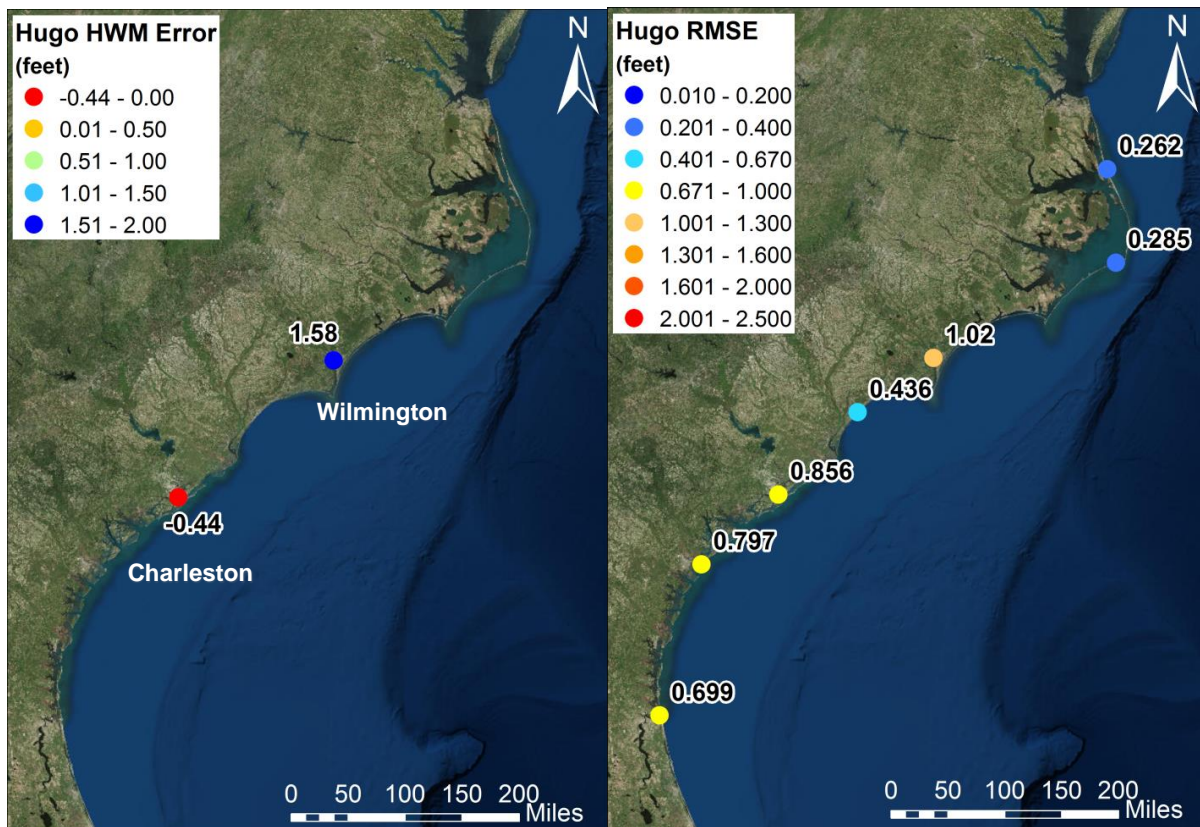 Hugo HWM Error
(feet)
-0.44 - 0.00
0.01 - 0.50
0.51 - 1.00
1.01 - 1.50
1.51 - 2.00
N
1.58
Wilmington
-0.44
Charleston
0 50 100 150 200
Miles
Hugo RMSE
(feet)
0.010 - 0.200
0.201 - 0.400
0.401 - 0.670
0.671 - 1.000
1.001 - 1.300
1.301 - 1.600
1.601 - 2.000
2.001 - 2.500
N
0.262
0.285
1.02
0.436
0.856
0.797
0.699
0 50 100 150 200
Miles